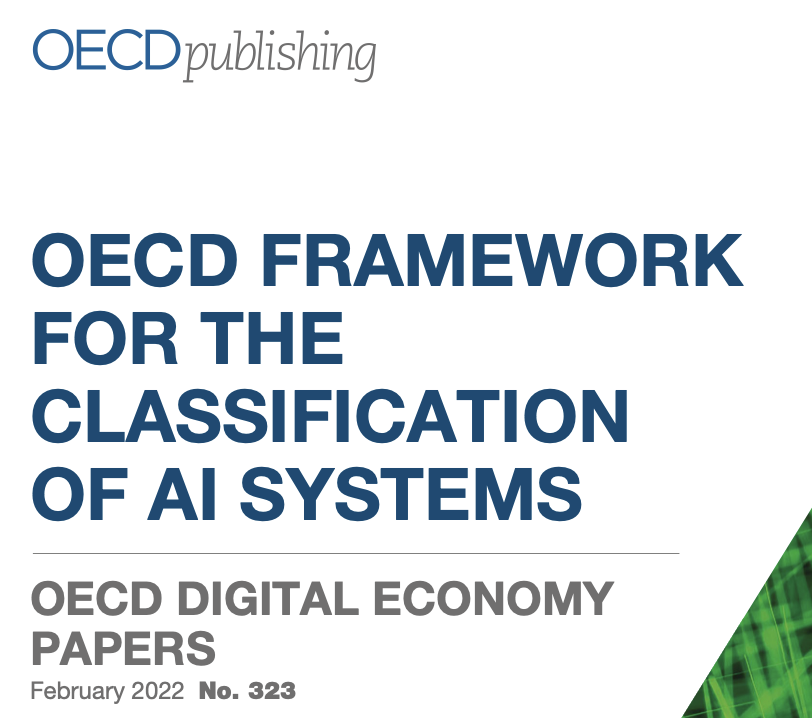 OECDpublishing
OECD FRAMEWORK
FOR THE
CLASSIFICATION
OF AI SYSTEMS
OECD DIGITAL ECONOMY
PAPERS
February 2022 No. 323